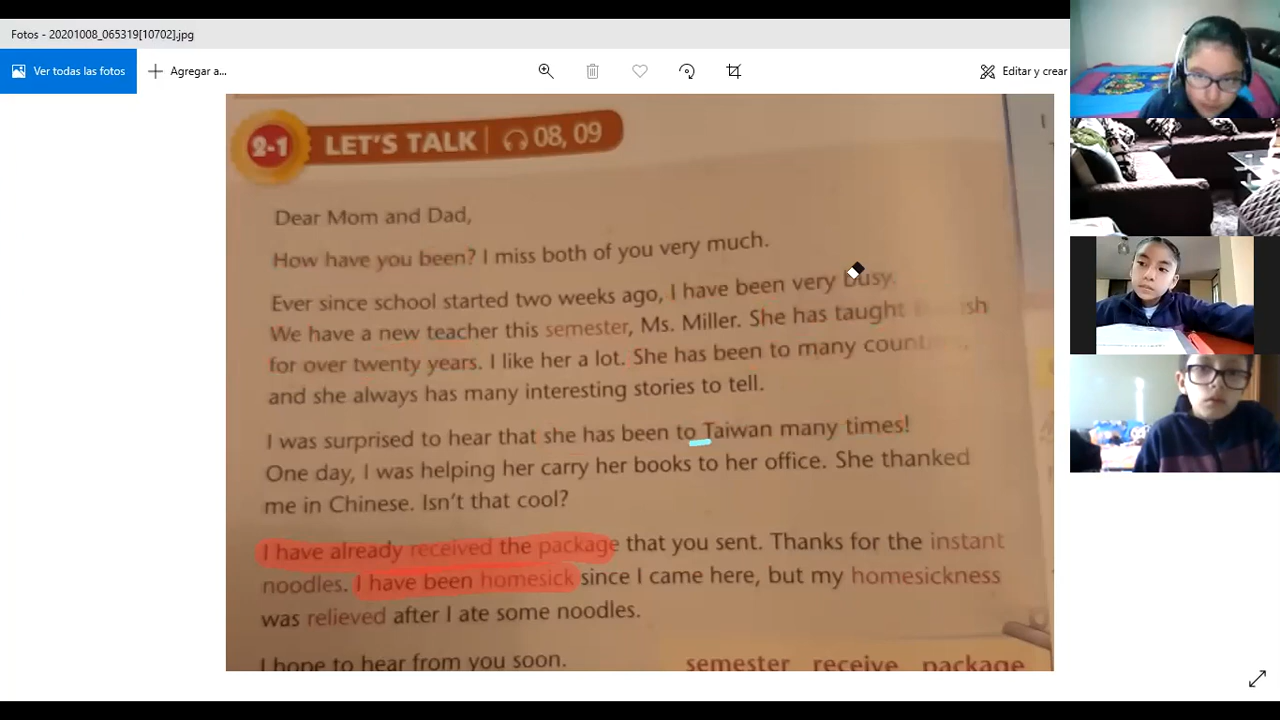 Fotos - 20201008_065319[10702].jpg
Ver todas las fotos
Agregar a...
Editar y crear
2-1 LET'S TALK 08, 09
Dear Mom and Dad,
How have you been? I miss both of you very much.
Ever since school started two weeks ago, I have been very busy.
We have a new teacher this semester, Ms. Miller. She has taught
for over twenty years. I like her a lot. She has been to many
and she always has many interesting stories to tell.
I was surprised to hear that she has been to Taiwan many times!
One day, I was helping her carry her books to her office. She thanked
me in Chinese. Isn't that cool?
I have already received the package that you sent. Thanks for the instant
noodles. I have been homesick since I came here, but my homesickness
was relieved after I ate some noodles.
I hope to hear from you soon.
semester receive package